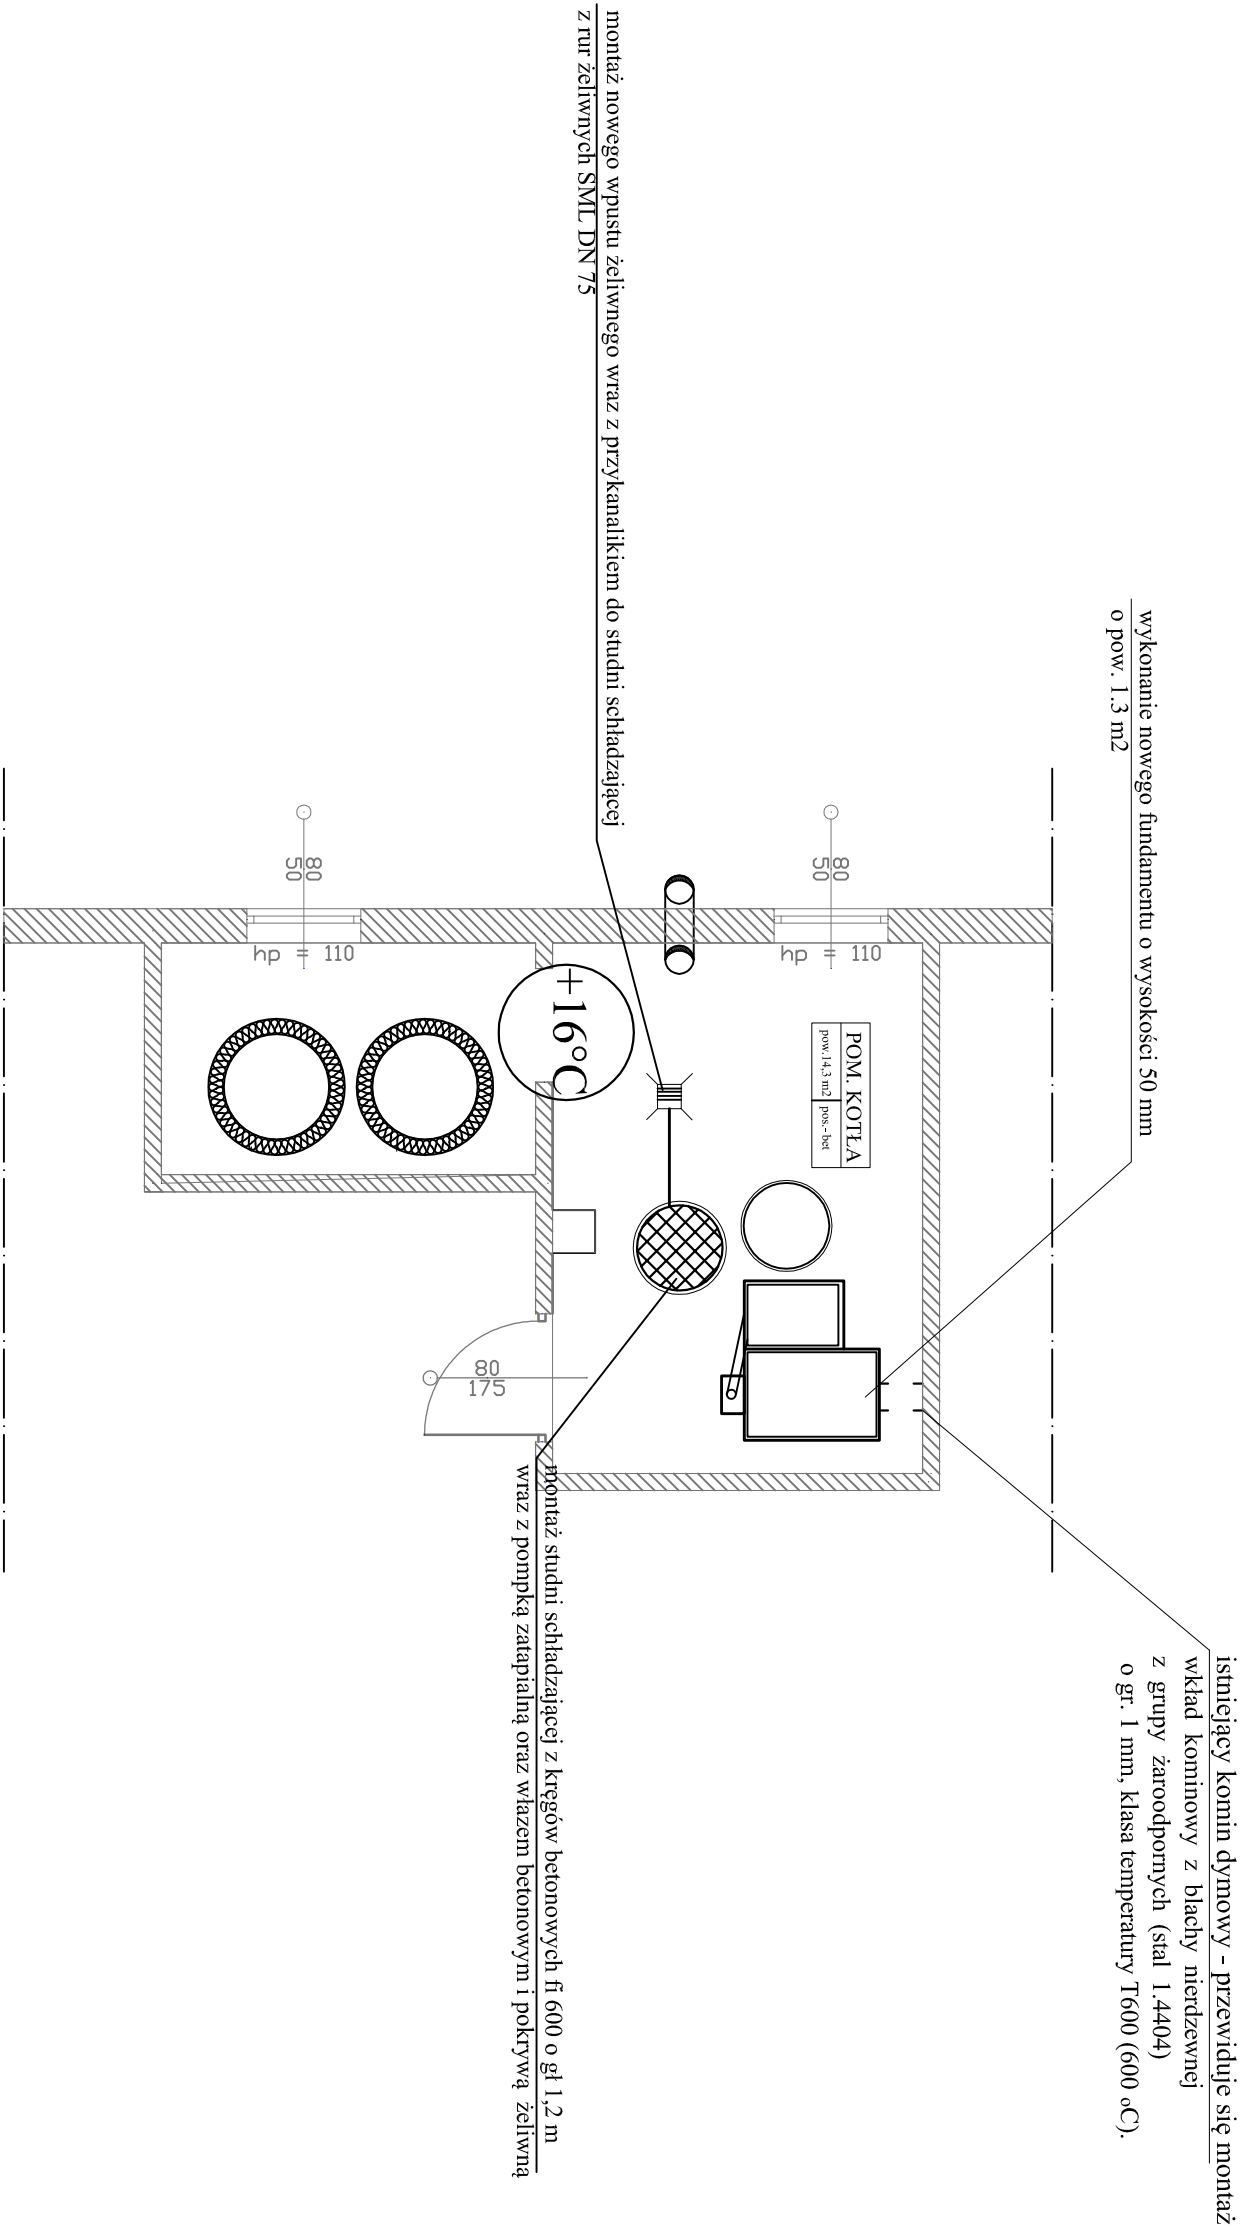 montaż nowego wpustu żeliwnego wraz z przykanalikiem do studni schładzającej
z rur żeliwnych SML DN 75
wykonanie nowego fundamentu o wysokości 50 mm
o pow. 1.3 m2
istniejący komin dymowy - przewiduje się montaż
wkład kominowy z blachy nierdzewnej
z grupy żaroodpornych (stal 1.4404)
o gr. 1 mm, klasa temperatury T600 (600 oC).
80
50
hp = 110
80
50
hp = 110
POM. KOTŁA
pow.14,3 m2 pos.- bet
+16°C
80
175
montaż studni schładzającej z kręgów betonowych fi 600 o gł 1,2 m
wraz z pompką zatapialną oraz włazem betonowym i pokrywą żeliwną